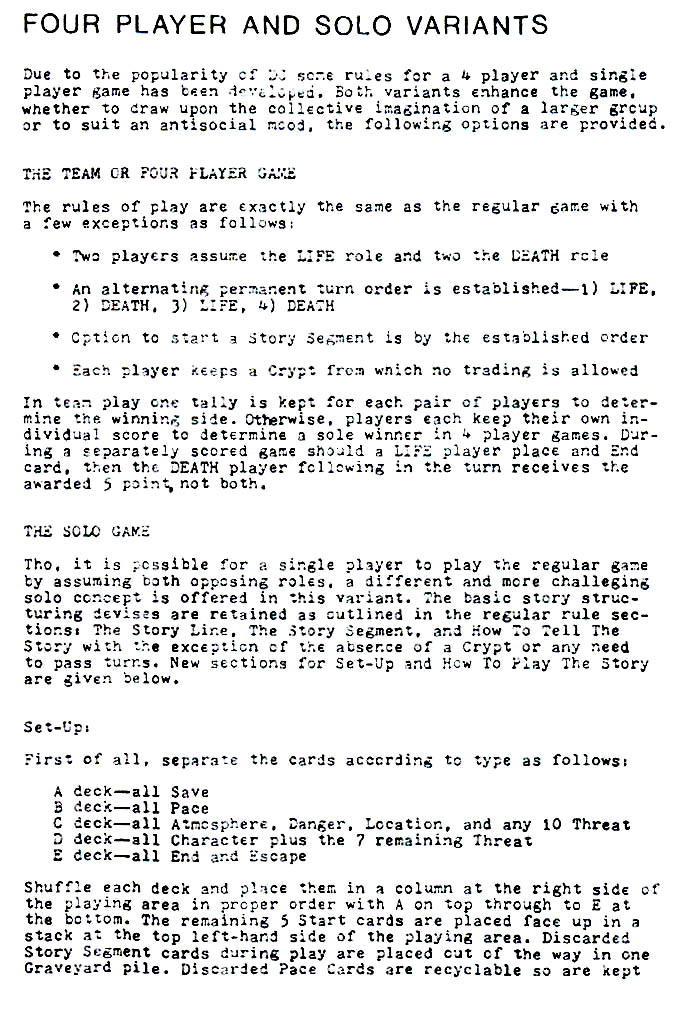 FOUR PLAYER AND SOLO VARIANTS
Due to the popularity of some rules for a 4 player and single
player game has been developed. Both variants enhance the game,
whether to draw upon the collective imagination of a larger group
or to suit an antisocial mood, the following options are provided.
THE TEAM OR FOUR PLAYER GAME
The rules of play are exactly the same as the regular game with
a few exceptions as follows:
* Two players assume the LIFE role and two the DEATH role
* An alternating permanent turn order is established—1) LIFE,
2) DEATH, 3) LIFE, 4) DEATH
* Option to start a Story Segment is by the established order
* Each player keeps a Crypt from which no trading is allowed
In team play one tally is kept for each pair of players to deter-
mine the winning side. Otherwise, players each keep their own in-
dividual score to determine a sole winner in 4 player games. Dur-
ing a separately scored game should a LIFE player place and End
card, then the DEATH player following in the turn receives the
awarded 5 point, not both.
THE SOLO GAME
Tho, it is possible for a single player to play the regular game
by assuming both opposing roles, a different and more challeging
solo concept is offered in this variant. The basic story struc-
turing devises are retained as outlined in the regular rule sec-
tions: The Story Line, The Story Segment, and How To Tell The
Story with the exception of the absence of a Crypt or any need
to pass turns. New sections for Set-Up and How To Play The Story
are given below.
Set-Up:
First of all, separate the cards according to type as follows:
A deck—all Save
B deck—all Pace
C deck—all Atmosphere, Danger, Location, and any 10 Threat
D deck—all Character plus the 7 remaining Threat
E deck—all End and Escape
Shuffle each deck and place them in a column at the right side of
the playing area in proper order with A on top through to E at
the bottom. The remaining 5 Start cards are placed face up in a
stack at the top left-hand side of the playing area. Discarded
Story Segment cards during play are placed out of the way in one
Graveyard pile. Discarded Pace Cards are recyclable so are kept